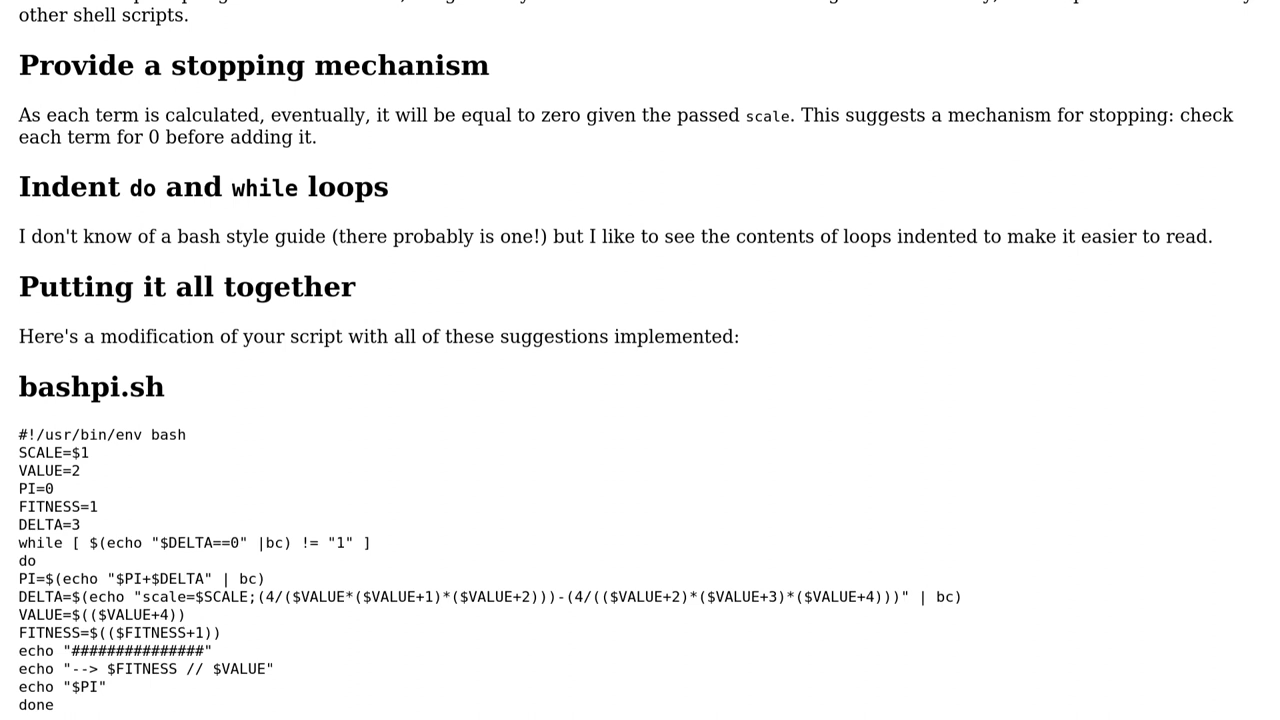 other shell scripts.
Provide a stopping mechanism
As each term is calculated, eventually, it will be equal to zero given the passed scale. This suggests a mechanism for stopping: check
each term for 0 before adding it.
Indent do and while loops
I don't know of a bash style guide (there probably is one!) but I like to see the contents of loops indented to make it easier to read.
Putting it all together
Here's a modification of your script with all of these suggestions implemented:
bashpi.sh
#!/usr/bin/env bash
SCALE=$1
VALUE=2
PI=0
FITNESS=1
DELTA=3
while [ $(echo "$DELTA==0" |bc) != "1" ]
do
PI=$(echo "$PI+$DELTA" | bc)
DELTA=$(echo "scale=$SCALE;(4/($VALUE*($VALUE+1)*($VALUE+2)))-(4/(($VALUE+2)*($VALUE+3)*($VALUE+4)))" | bc)
VALUE=$(($VALUE+4))
FITNESS=$(($FITNESS+1))
echo "###############"
echo "--> $FITNESS // $VALUE"
echo "$PI"
done